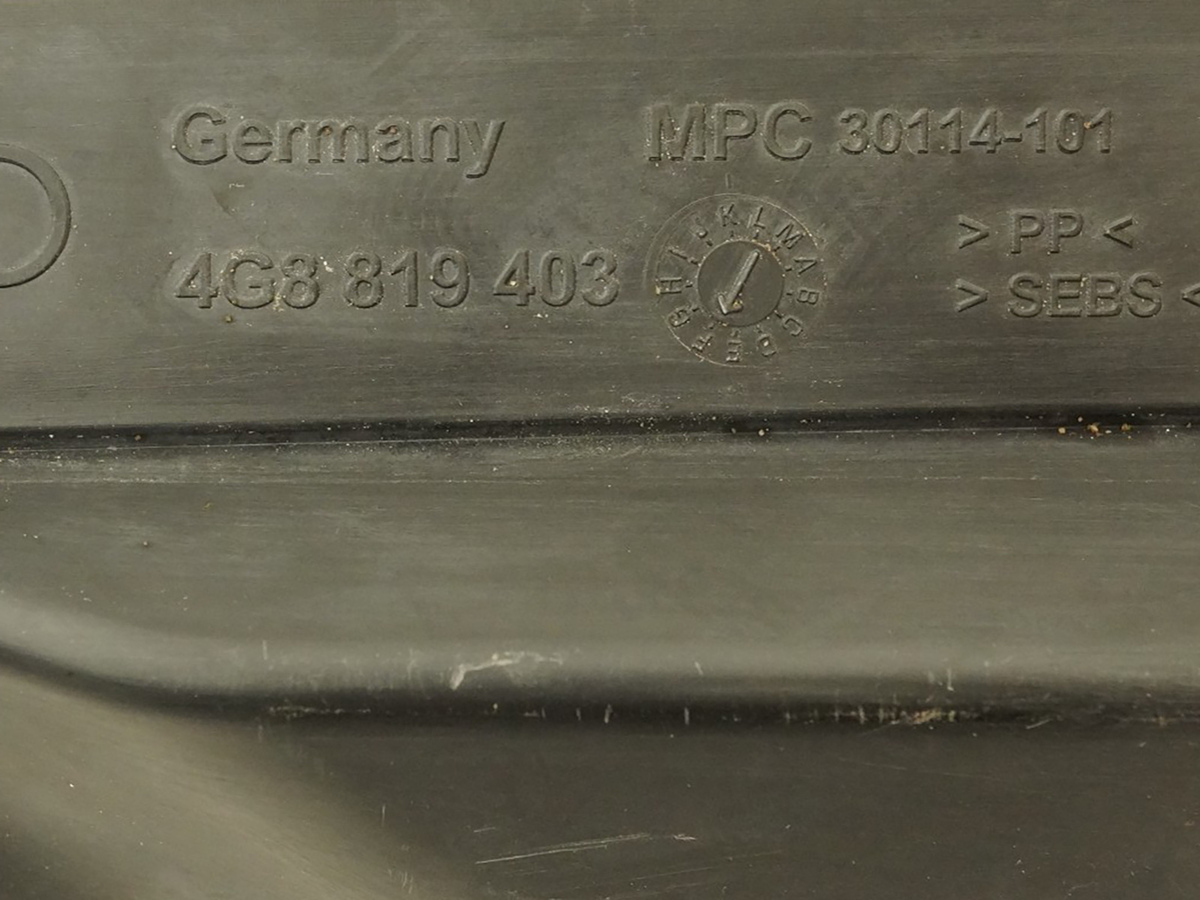 Germany MPC 30114-101
4G8 819 403
A B C D E F G H I J K L M
> PP <
> SEBS <